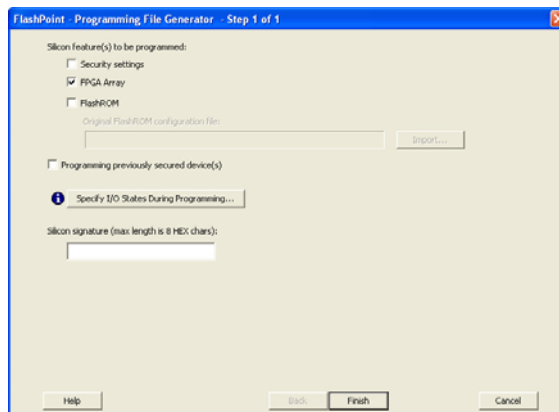 FlashPoint - Programming File Generator - Step 1 of 1
Silicon feature(s) to be programmed:
Security settings
FPGA Array
FlashROM
Original FlashROM configuration file:
Import...
Programming previously secured device(s)
Specify I/O States During Programming...
Silicon signature (max length is 8 HEX chars):
Help Back Finish Cancel